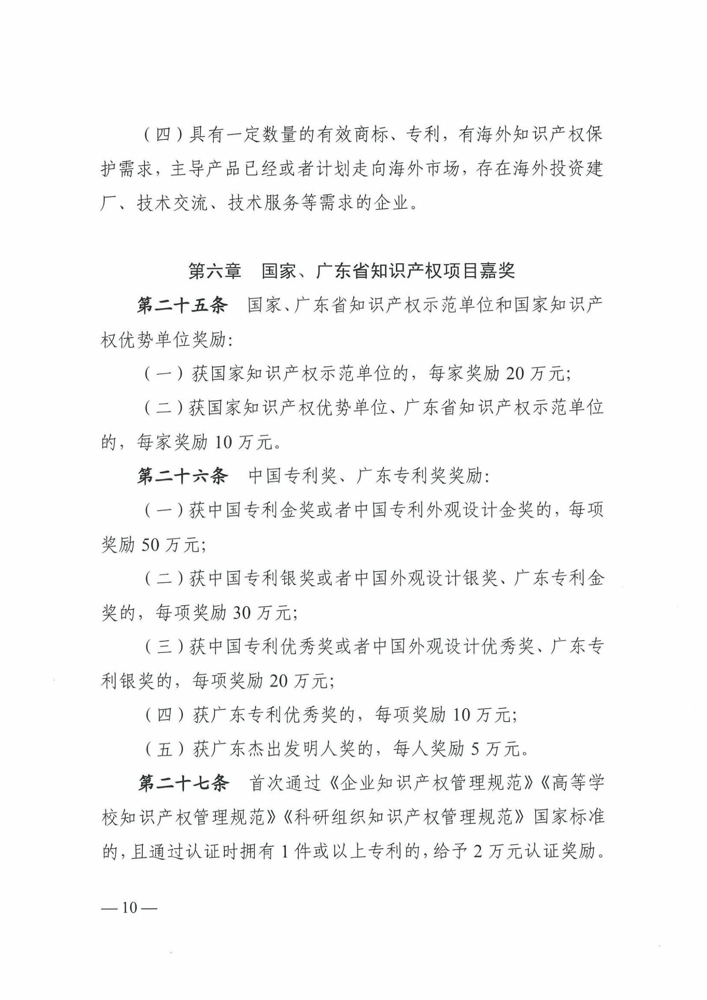 （四）具有一定数量的有效商标、专利，有海外知识产权保
护需求，主导产品已经或者计划走向海外市场，存在海外投资建
厂、技术交流、技术服务等需求的企业。
第六章　国家、广东省知识产权项目嘉奖
第二十五条　国家、广东省知识产权示范单位和国家知识产
权优势单位奖励：
（一）获国家知识产权示范单位的，每家奖励 20 万元；
（二）获国家知识产权优势单位、广东省知识产权示范单位
的，每家奖励 10 万元。
第二十六条　中国专利奖、广东专利奖奖励：
（一）获中国专利金奖或者中国专利外观设计金奖的，每项
奖励 50 万元；
（二）获中国专利银奖或者中国外观设计银奖、广东专利金
奖的，每项奖励 30 万元；
（三）获中国专利优秀奖或者中国外观设计优秀奖、广东专
利银奖的，每项奖励 20 万元；
（四）获广东专利优秀奖的，每项奖励 10 万元；
（五）获广东杰出发明人奖的，每人奖励 5 万元。
第二十七条　首次通过《企业知识产权管理规范》《高等学
校知识产权管理规范》《科研组织知识产权管理规范》国家标准
的，且通过认证时拥有 1 件或以上专利的，给予 2 万元认证奖励。
— 10 —